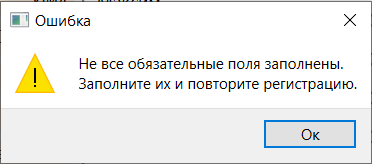 Ошибка
Не все обязательные поля заполнены.
Заполните их и повторите регистрацию.
Ок